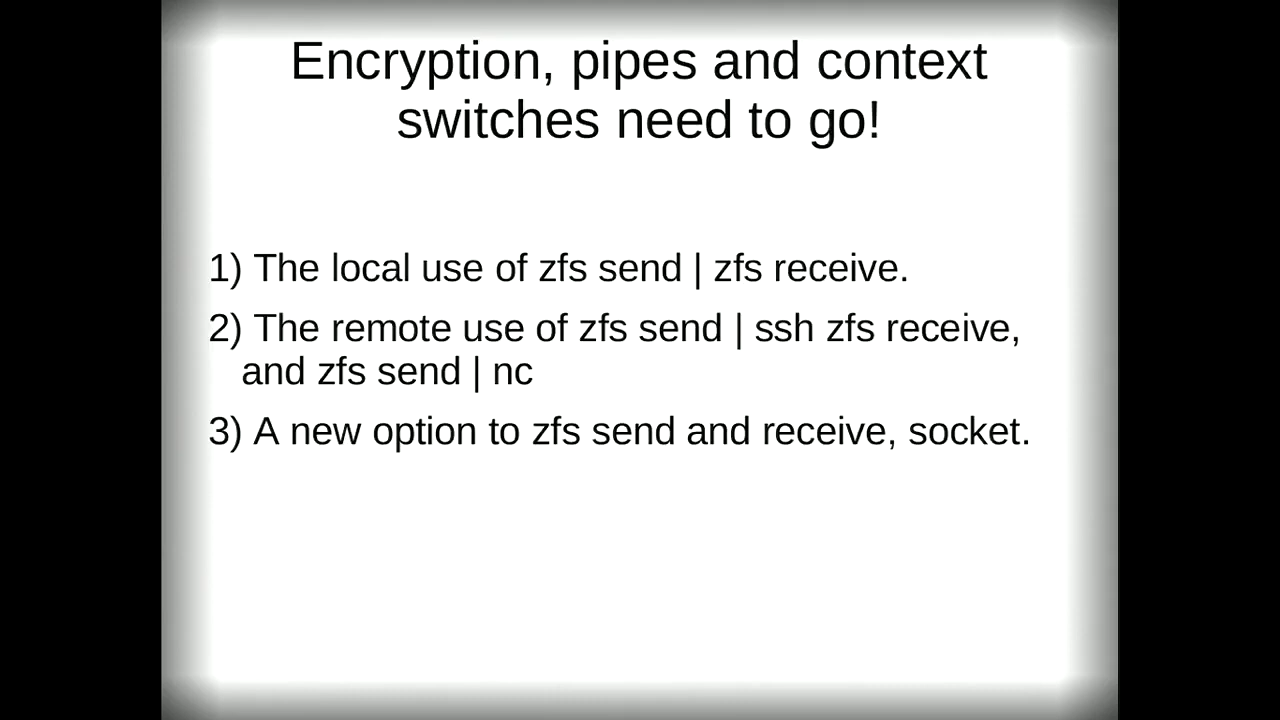 Encryption, pipes and context
switches need to go!
1) The local use of zfs send | zfs receive.
2) The remote use of zfs send | ssh zfs receive,
and zfs send | nc
3) A new option to zfs send and receive, socket.